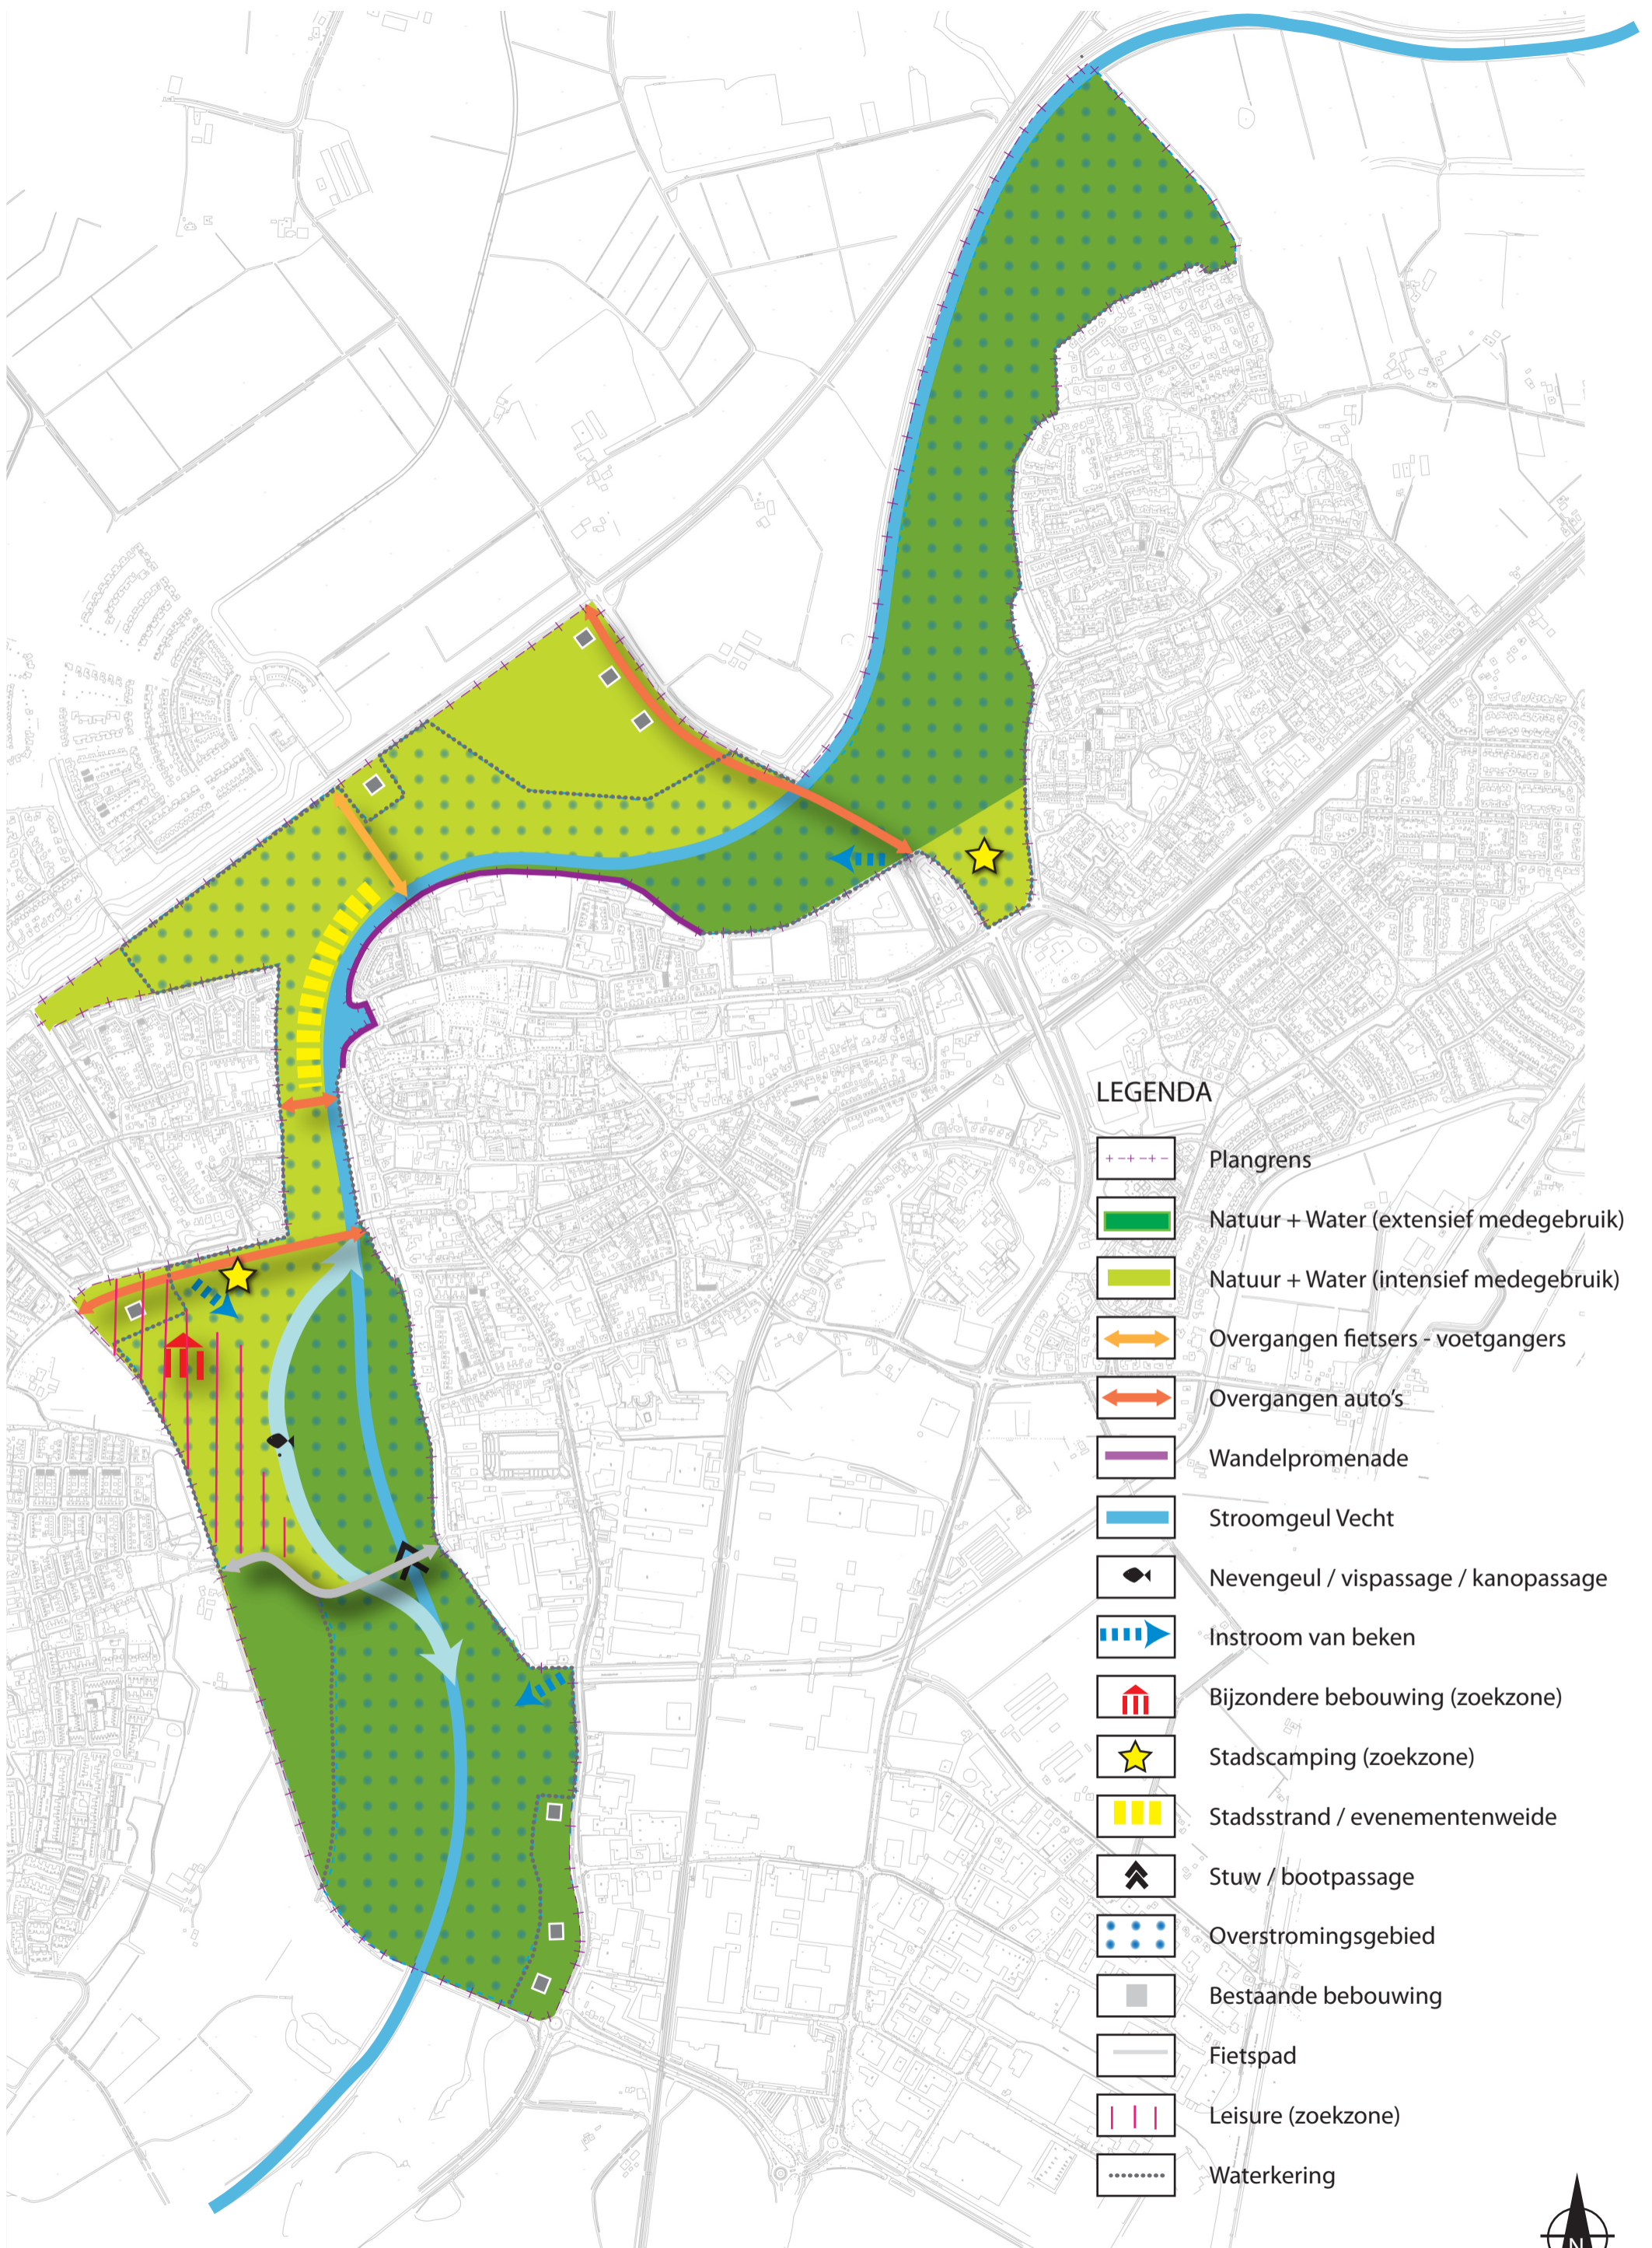 LEGENDA
Plangrens
Natuur + Water (extensief medegebruik)
Natuur + Water (intensief medegebruik)
Overgangen fietsers - voetgangers
Overgangen auto's
Wandelpromenade
Stroomgeul Vecht
Nevengeul / vispassage / kanopassage
Instroom van beken
Bijzondere bebouwing (zoekzone)
Stadscamping (zoekzone)
Stadsstrand / evenementenweide
Stuw / bootpassage
Overstromingsgebied
Bestaande bebouwing
Fietspad
Leisure (zoekzone)
Waterkering
N